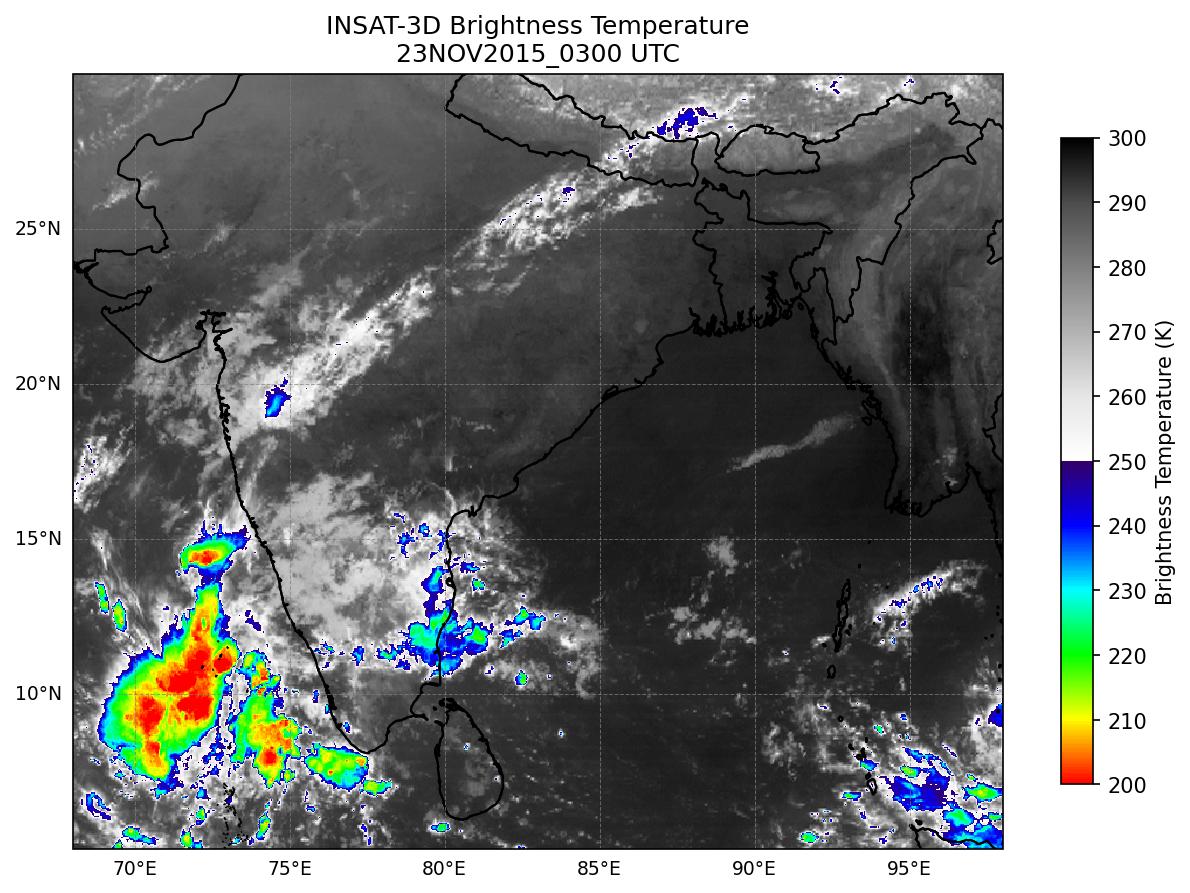 INSAT-3D Brightness Temperature
23NOV2015_0300 UTC
25°N
20°N
15°N
10°N
70°E
75°E
80°E
85°E
90°E
95°E
300
290
280
270
260
250
240
230
220
210
200
Brightness Temperature (K)